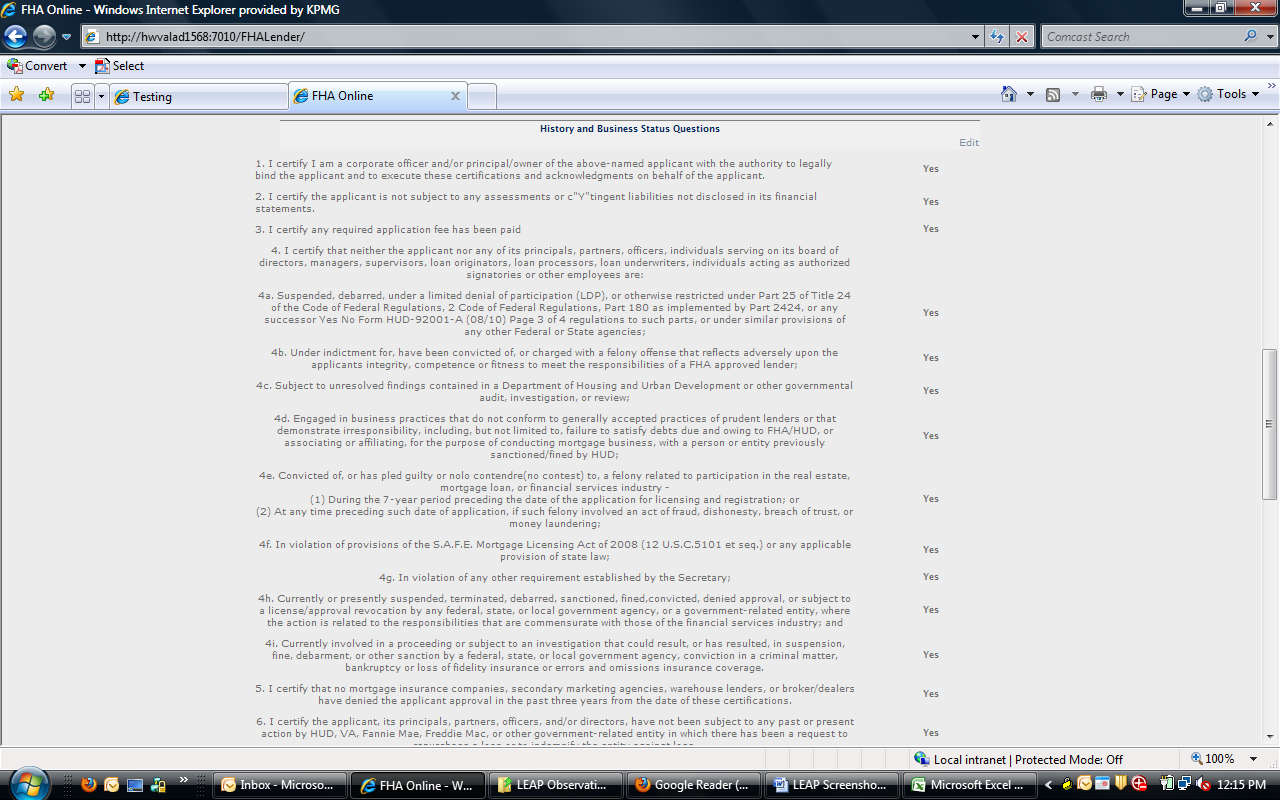 FHA Online - Windows Internet Explorer provided by KPMG
http://hwvalad1568:7010/FHALender/
Comcast Search
Convert Select
Testing
FHA Online
Page Tools
History and Business Status Questions
Edit
1. I certify I am a corporate officer and/or principal/owner of the above-named applicant with the authority to legally
bind the applicant and to execute these certifications and acknowledgments on behalf of the applicant.
Yes
2. I certify the applicant is not subject to any assessments or c"Y"tingent liabilities not disclosed in its financial
statements.
Yes
3. I certify any required application fee has been paid
Yes
4. I certify that neither the applicant nor any of its principals, partners, officers, individuals serving on its board of
directors, managers, supervisors, loan originators, loan processors, loan underwriters, individuals acting as authorized
signatories or other employees are:
4a. Suspended, debarred, under a limited denial of participation (LDP), or otherwise restricted under Part 25 of Title 24
of the Code of Federal Regulations, 2 Code of Federal Regulations, Part 180 as implemented by Part 2424, or any
successor Yes No Form HUD-92001-A (08/10) Page 3 of 4 regulations to such parts, or under similar provisions of
any other Federal or State agencies;
Yes
4b. Under indictment for, have been convicted of, or charged with a felony offense that reflects adversely upon the
applicants integrity, competence or fitness to meet the responsibilities of a FHA approved lender;
Yes
4c. Subject to unresolved findings contained in a Department of Housing and Urban Development or other governmental
audit, investigation, or review;
Yes
4d. Engaged in business practices that do not conform to generally accepted practices of prudent lenders or that
demonstrate irresponsibility, including, but not limited to, failure to satisfy debts due and owing to FHA/HUD, or
associating or affiliating, for the purpose of conducting mortgage business, with a person or entity previously
sanctioned/fined by HUD;
Yes
4e. Convicted of, or has pled guilty or nolo contendre(no contest) to, a felony related to participation in the real estate,
mortgage loan, or financial services industry -
(1) During the 7-year period preceding the date of the application for licensing and registration; or
(2) At any time preceding such date of application, if such felony involved an act of fraud, dishonesty, breach of trust, or
money laundering;
Yes
4f. In violation of provisions of the S.A.F.E. Mortgage Licensing Act of 2008 (12 U.S.C.5101 et seq.) or any applicable
provision of state law;
Yes
4g. In violation of any other requirement established by the Secretary;
Yes
4h. Currently or presently suspended, terminated, debarred, sanctioned, fined,convicted, denied approval, or subject to
a license/approval revocation by any federal, state, or local government agency, or a government-related entity, where
the action is related to the responsibilities that are commensurate with those of the financial services industry; and
Yes
4i. Currently involved in a proceeding or subject to an investigation that could result, or has resulted, in suspension,
fine, debarment, or other sanction by a federal, state, or local government agency, conviction in a criminal matter,
bankruptcy or loss of fidelity insurance or errors and omissions insurance coverage.
Yes
5. I certify that no mortgage insurance companies, secondary marketing agencies, warehouse lenders, or broker/dealers
have denied the applicant approval in the past three years from the date of these certifications.
Yes
6. I certify the applicant, its principals, partners, officers, and/or directors, have not been subject to any past or present
action by HUD, VA, Fannie Mae, Freddie Mac, or other government-related entity in which there has been a request to
Yes
Local intranet | Protected Mode: Off
100%
Inbox - Microso...
FHA Online - W...
LEAP Observati...
Google Reader (...
LEAP Screensho...
Microsoft Excel ...
12:15 PM